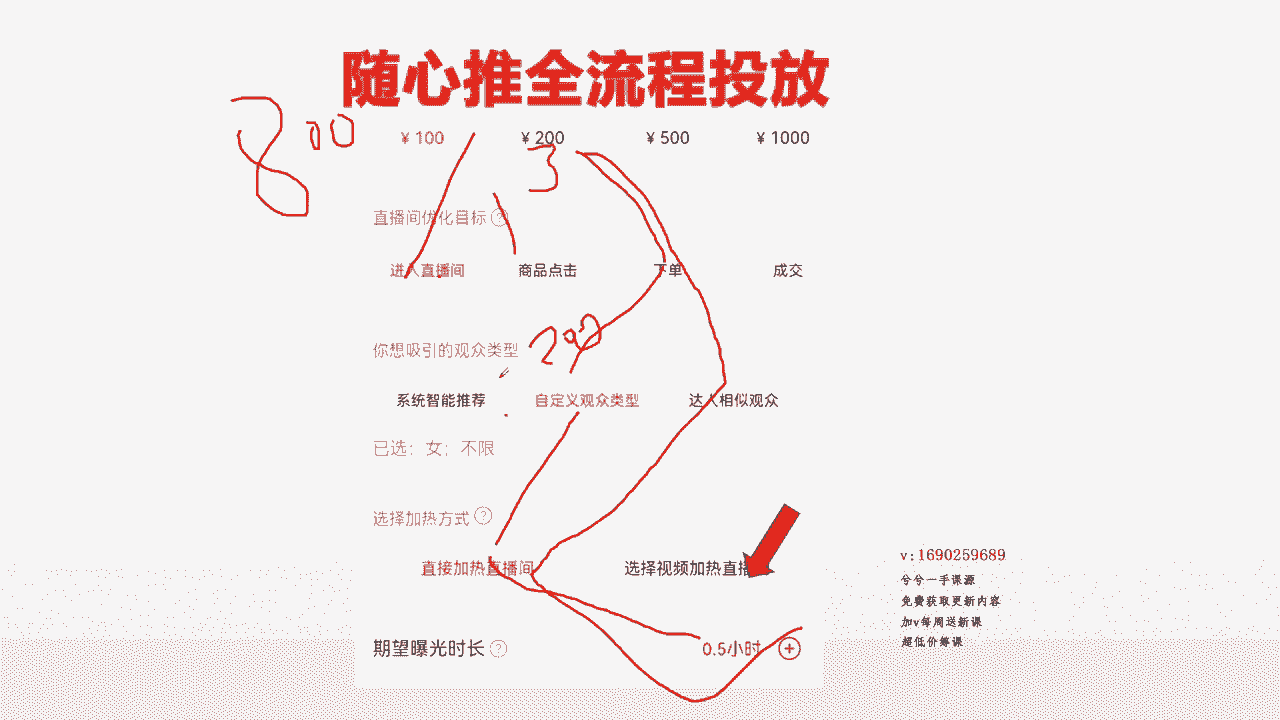 随心推全流程投放
800
¥ 100 ¥ 200 ¥ 500 ¥ 1000
3
直播间优化目标 ?
进入直播间 商品点击 下单 成交
200
你想吸引的观众类型
系统智能推荐 自定义观众类型 达人相似观众
已选：女；不限
选择加热方式 ?
直接加热直播间 选择视频加热直播
v:1690259689
兮兮一手课源
免费获取更新内容
加v每周送新课
超低价筹课
期望曝光时长 ? 0.5小时 +